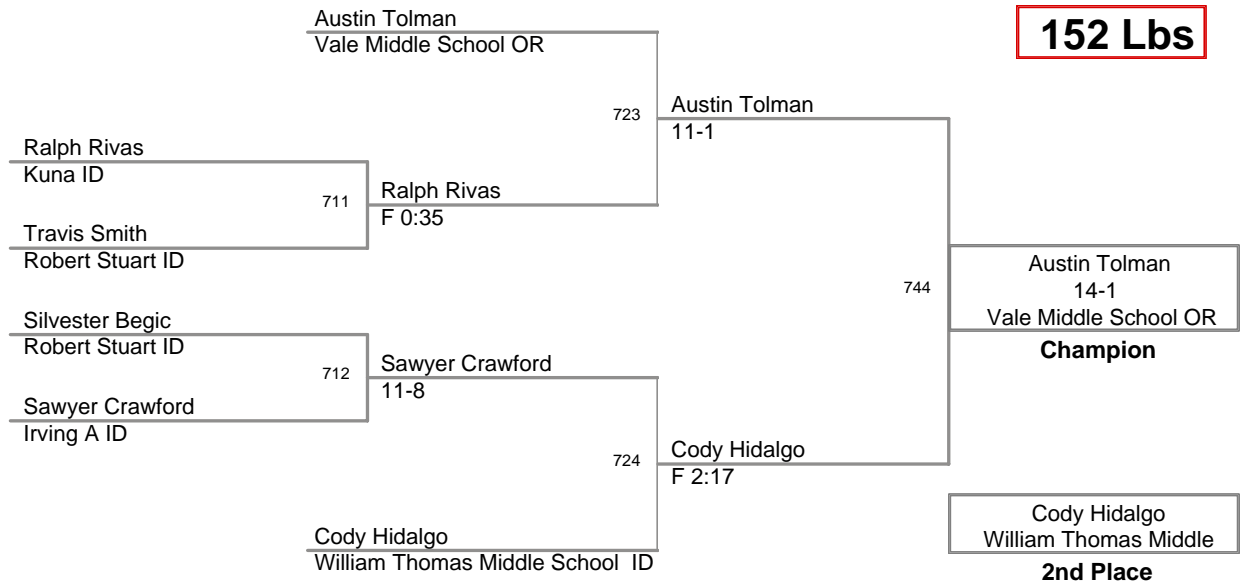 Austin Tolman
Vale Middle School OR
152 Lbs
723
Austin Tolman
11-1
Ralph Rivas
Kuna ID
711
Ralph Rivas
F 0:35
Travis Smith
Robert Stuart ID
744
Austin Tolman
14-1
Vale Middle School OR
Champion
Silvester Begic
Robert Stuart ID
712
Sawyer Crawford
11-8
Sawyer Crawford
Irving A ID
724
Cody Hidalgo
F 2:17
Cody Hidalgo
William Thomas Middle School  ID
Cody Hidalgo
William Thomas Middle
2nd Place